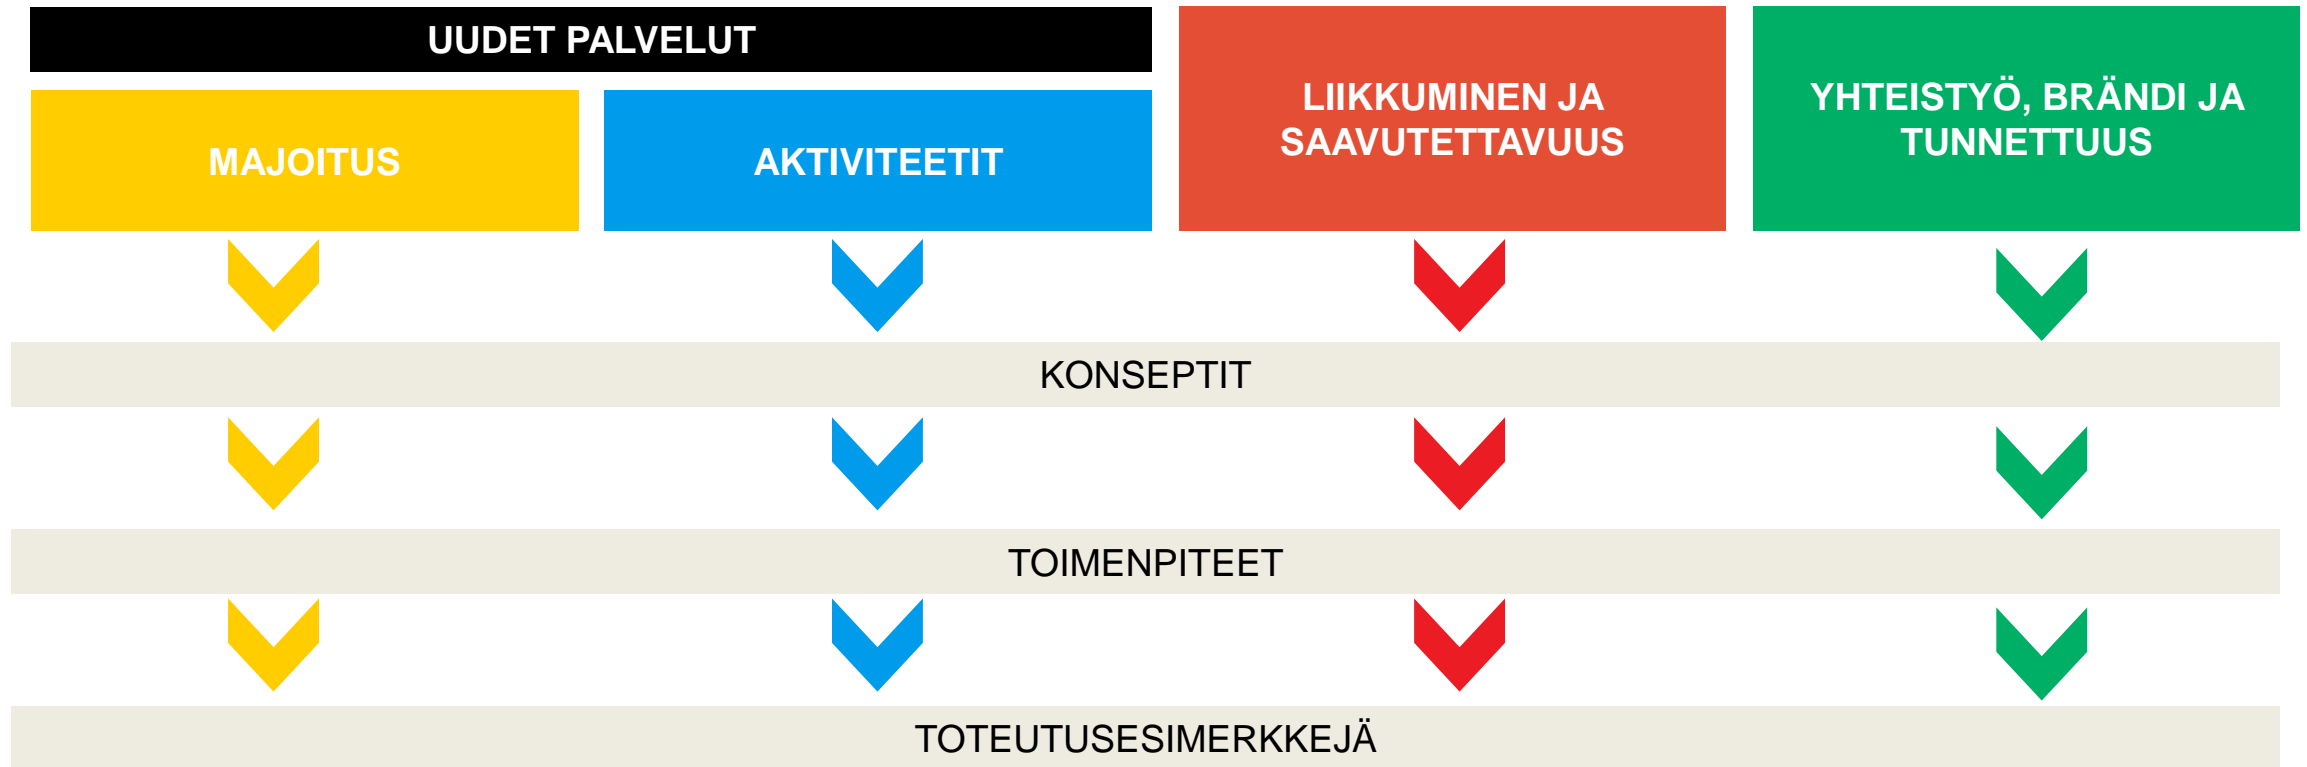 UUDET PALVELUT
MAJOITUS
AKTIVITEETIT
LIIKKUMINEN JA
SAAVUTETTAVUUS
YHTEISTYÖ, BRÄNDI JA
TUNNETTUUS
KONSEPTIT
TOIMENPITEET
TOTEUTUSESIMERKKEJÄ